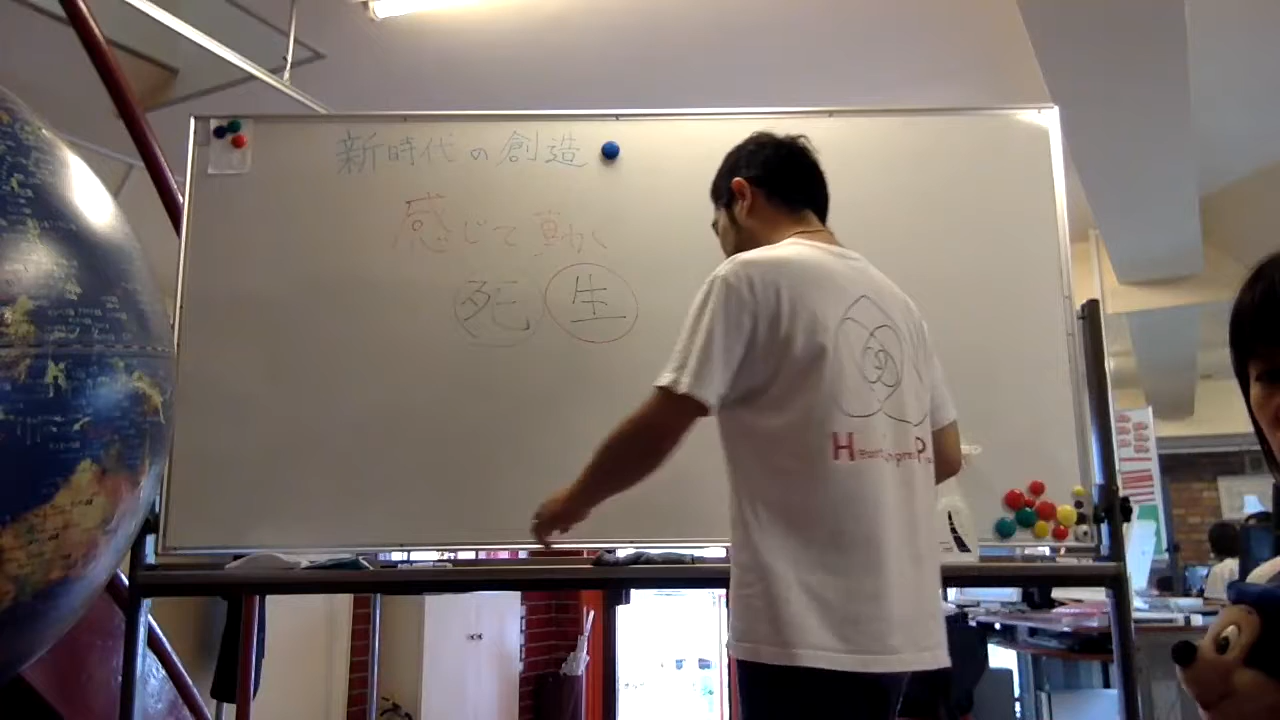 新時代の創造
感じて動く
死 生